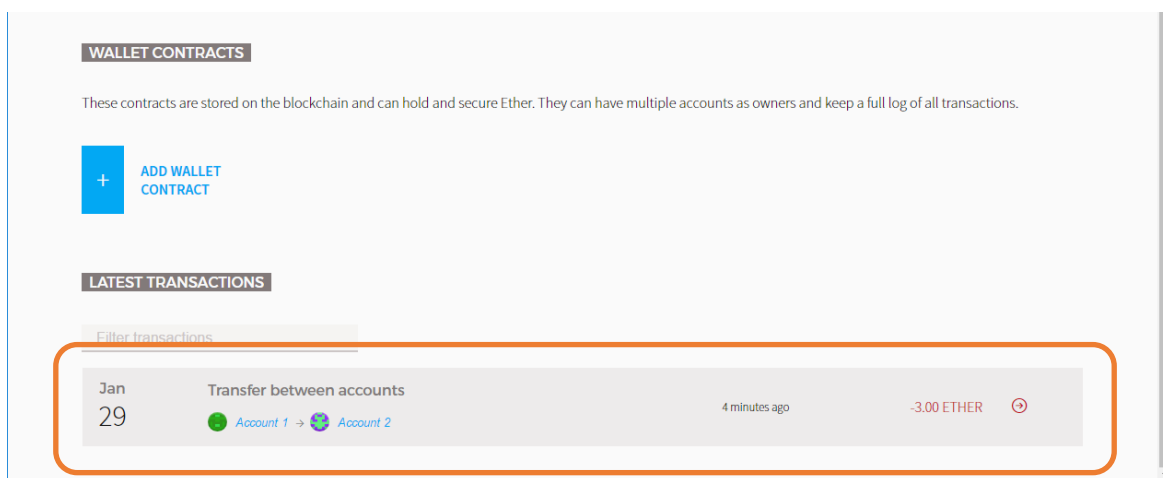 WALLET CONTRACTS
These contracts are stored on the blockchain and can hold and secure Ether. They can have multiple accounts as owners and keep a full log of all transactions.
+ ADD WALLET
CONTRACT
LATEST TRANSACTIONS
Filter transactions
Jan
29
Transfer between accounts
Account 1 → Account 2
4 minutes ago
-3.00 ETHER